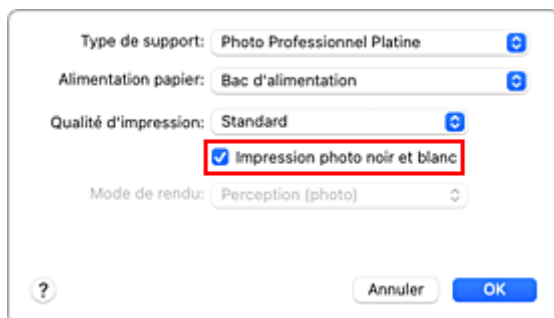 Type de support: Photo Professionnel Platine
Alimentation papier: Bac d'alimentation
Qualité d'impression: Standard
Impression photo noir et blanc
Mode de rendu: Perception (photo)
? Annuler OK